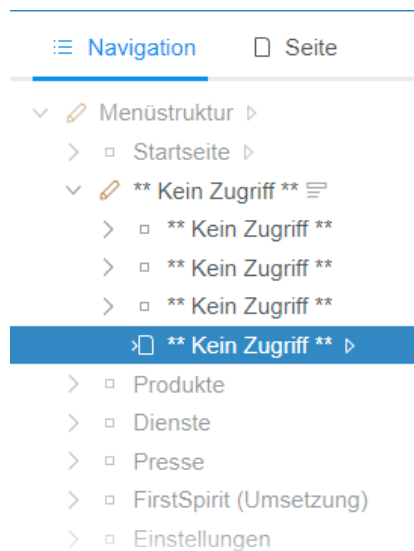 Navigation Seite
Menüstruktur
Startseite
** Kein Zugriff **
** Kein Zugriff **
** Kein Zugriff **
** Kein Zugriff **
** Kein Zugriff **
Produkte
Dienste
Presse
FirstSpirit (Umsetzung)
Einstellungen